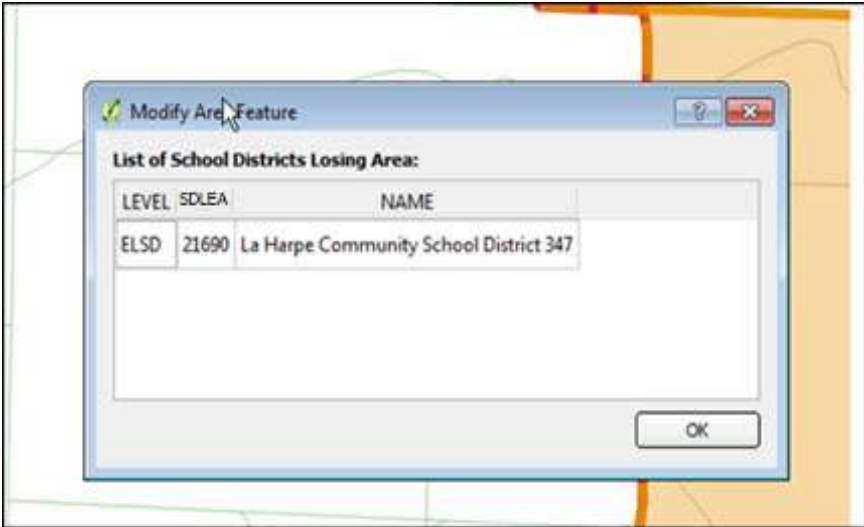 Modify Area Feature
List of School Districts Losing Area:
LEVEL SDLEA NAME
ELSD 21690 La Harpe Community School District 347
OK